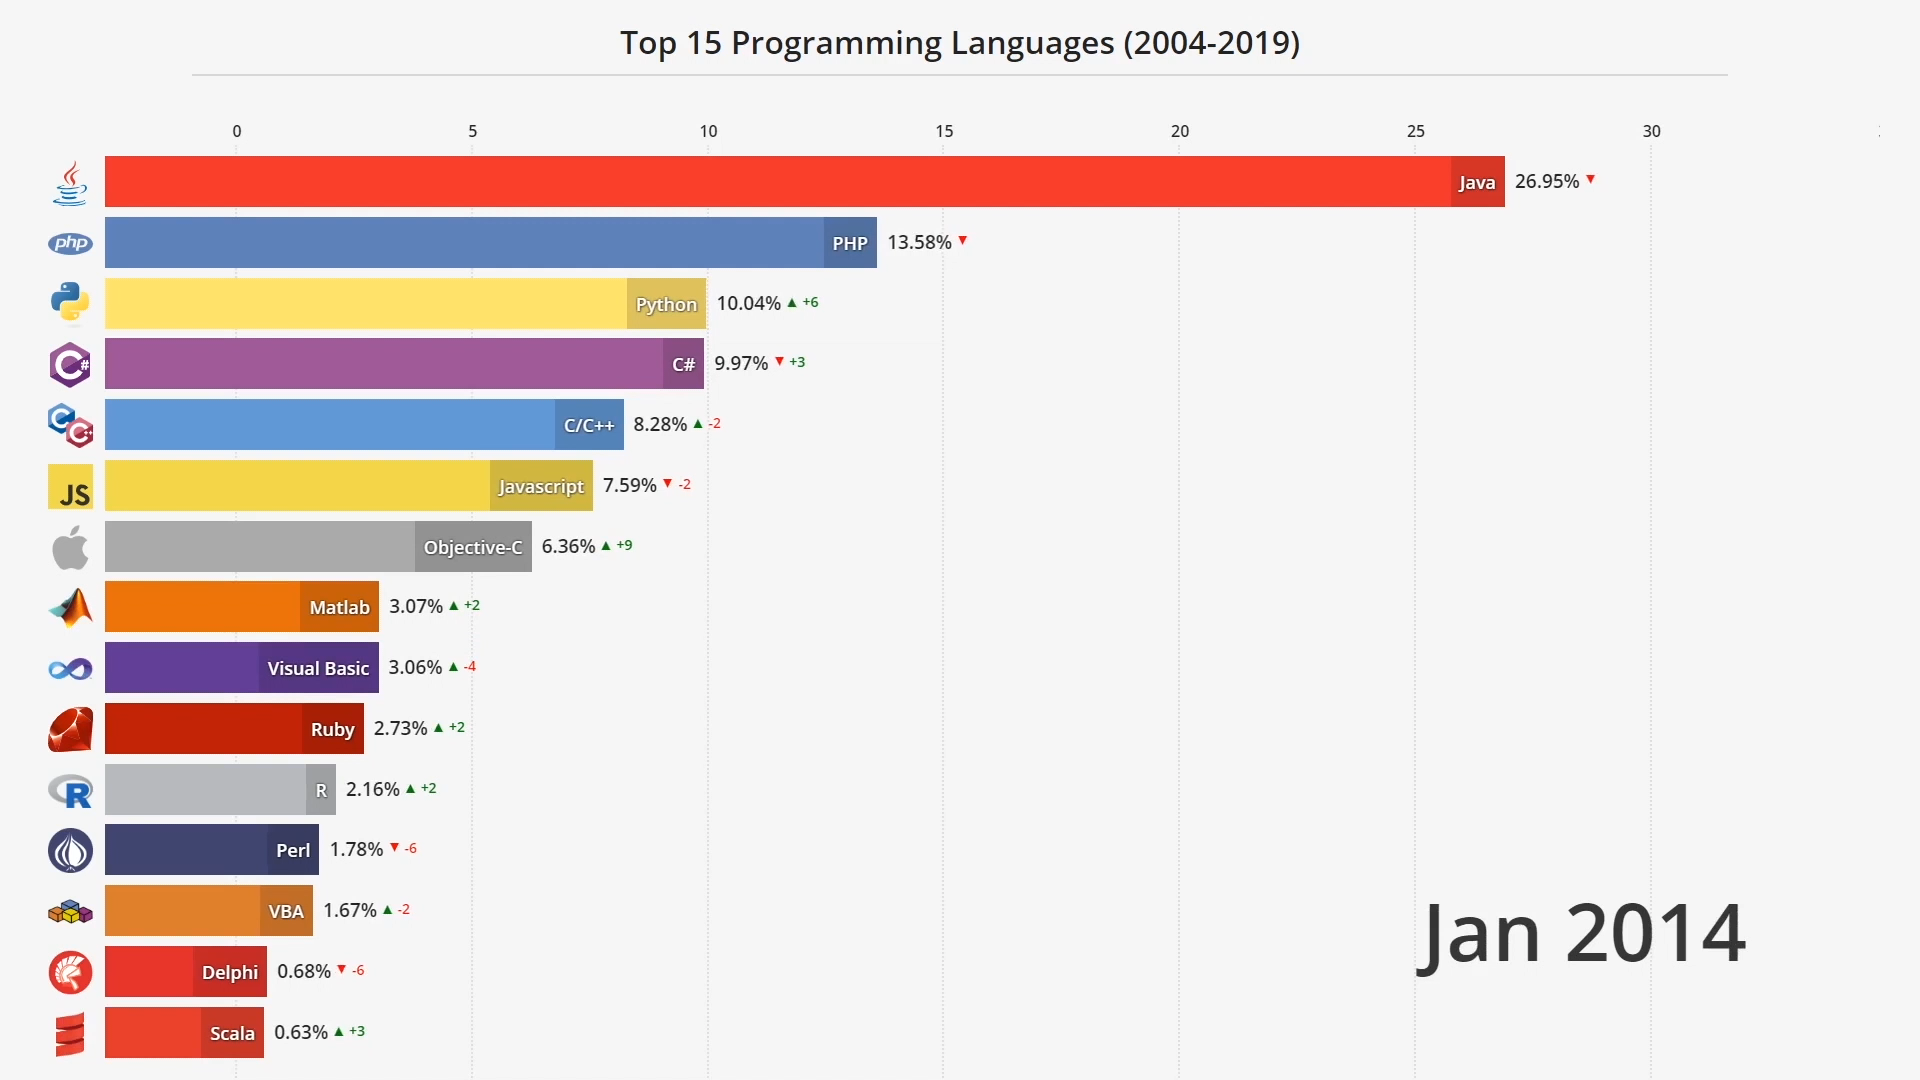 Top 15 Programming Languages (2004-2019)
0 5 10 15 20 25 30
Java 26.95% ▼
php PHP 13.58% ▼
Python 10.04% ▲ +6
C# C# 9.97% ▼ +3
C C++ C/C++ 8.28% ▲ -2
JS Javascript 7.59% ▼ -2
Objective-C 6.36% ▲ +9
Matlab 3.07% ▲ +2
Visual Basic 3.06% ▲ -4
Ruby 2.73% ▲ +2
R R 2.16% ▲ +2
Perl 1.78% ▼ -6
VBA 1.67% ▲ -2
Delphi 0.68% ▼ -6
Scala 0.63% ▲ +3
Jan 2014